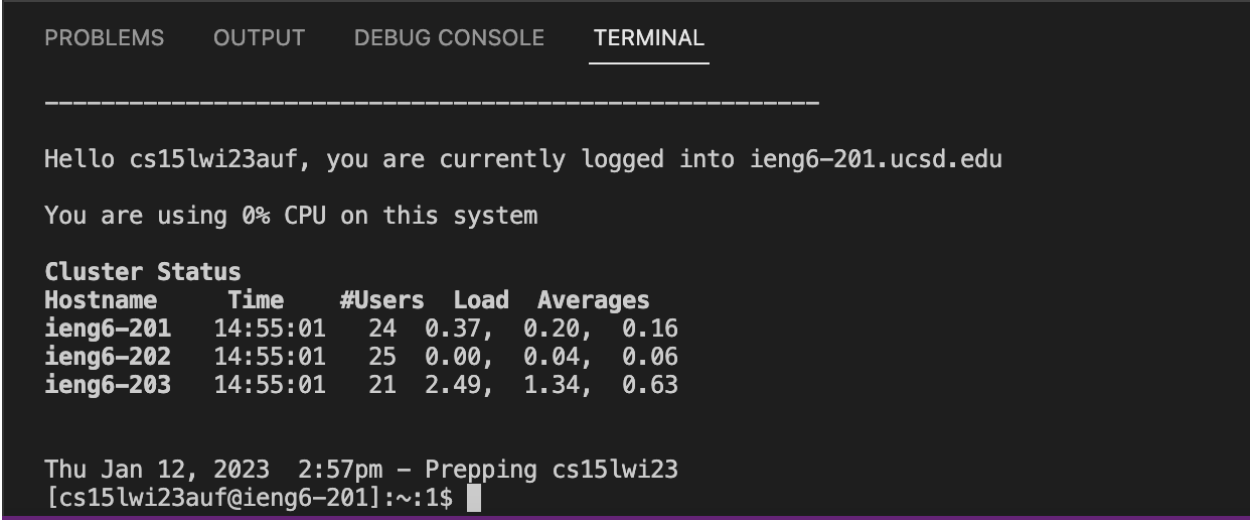 PROBLEMS OUTPUT DEBUG CONSOLE TERMINAL
-------------------------------------------------------
Hello cs15lwi23auf, you are currently logged into ieng6-201.ucsd.edu
You are using 0% CPU on this system
Cluster Status
Hostname     Time    #Users  Load  Averages
ieng6-201   14:55:01   24  0.37,  0.20,  0.16
ieng6-202   14:55:01   25  0.00,  0.04,  0.06
ieng6-203   14:55:01   21  2.49,  1.34,  0.63
Thu Jan 12, 2023  2:57pm - Prepping cs15lwi23
[cs15lwi23auf@ieng6-201]:~:1$